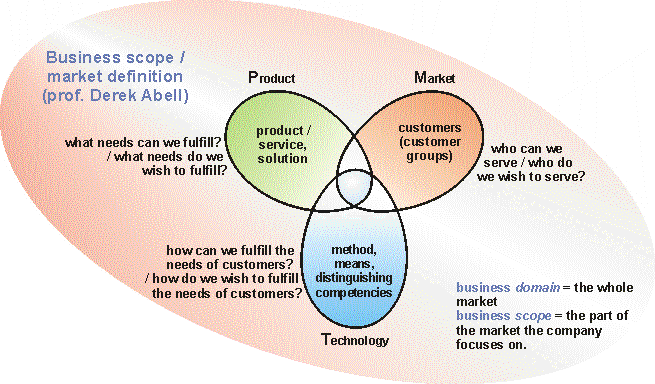 Business scope /
market definition
(prof. Derek Abell)
Product
Market
product /
service,
solution
customers
(customer
groups)
what needs can we fulfill?
/ what needs do we
wish to fulfill?
who can we
serve / who do
we wish to serve?
how can we fulfill the
needs of customers?
/ how do we wish to fulfill
the needs of customers?
method,
means,
distinguishing
competencies
Technology
business domain = the whole
market
business scope = the part of
the market the company
focuses on.